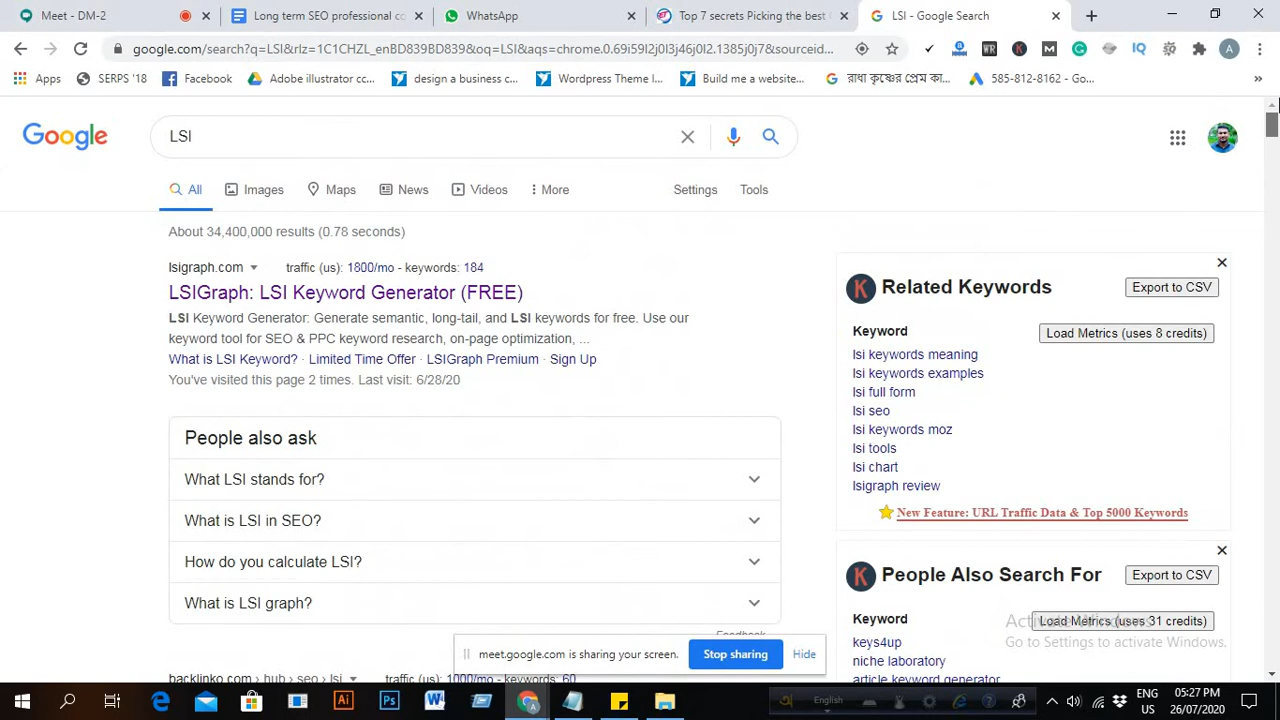 Meet - DM-2
Long term SEO professional co
WhatsApp
Top 7 secrets Picking the best
LSI - Google Search
google.com/search?q=LSI&rlz=1C1CHZL_enBD839BD839&oq=LSI&aqs=chrome.0.69i59l2j0l3j46j0l2.1385j0j7&sourceid...
Apps
SERPS '18
Facebook
Adobe illustrator cc...
design a business c...
Wordpress Theme I...
Build me a website...
রাধা কৃষ্ণের প্রেম কা...
585-812-8162 - Go...
Google
LSI
All
Images
Maps
News
Videos
More
Settings
Tools
About 34,400,000 results (0.78 seconds)
lsigraph.com
traffic (us): 1800/mo - keywords: 184
LSIGraph: LSI Keyword Generator (FREE)
LSI Keyword Generator: Generate semantic, long-tail, and LSI keywords for free. Use our
keyword tool for SEO & PPC keyword research, on-page optimization, ...
What is LSI Keyword? · Limited Time Offer · LSIGraph Premium · Sign Up
You've visited this page 2 times. Last visit: 6/28/20
People also ask
What LSI stands for?
What is LSI in SEO?
How do you calculate LSI?
What is LSI graph?
Feedback
backlinko.com › hub › seo › lsi
traffic (us): 1000/mo - keywords: 60
Related Keywords
Export to CSV
Keyword
Load Metrics (uses 8 credits)
lsi keywords meaning
lsi keywords examples
lsi full form
lsi seo
lsi keywords moz
lsi tools
lsi chart
lsigraph review
New Feature: URL Traffic Data & Top 5000 Keywords
People Also Search For
Export to CSV
Keyword
Load Metrics (uses 31 credits)
keys4up
niche laboratory
article keyword generator
Activate Windows
Go to Settings to activate Windows.
meet.google.com is sharing your screen.
Stop sharing
Hide
English
ENG
US
05:27 PM
26/07/2020